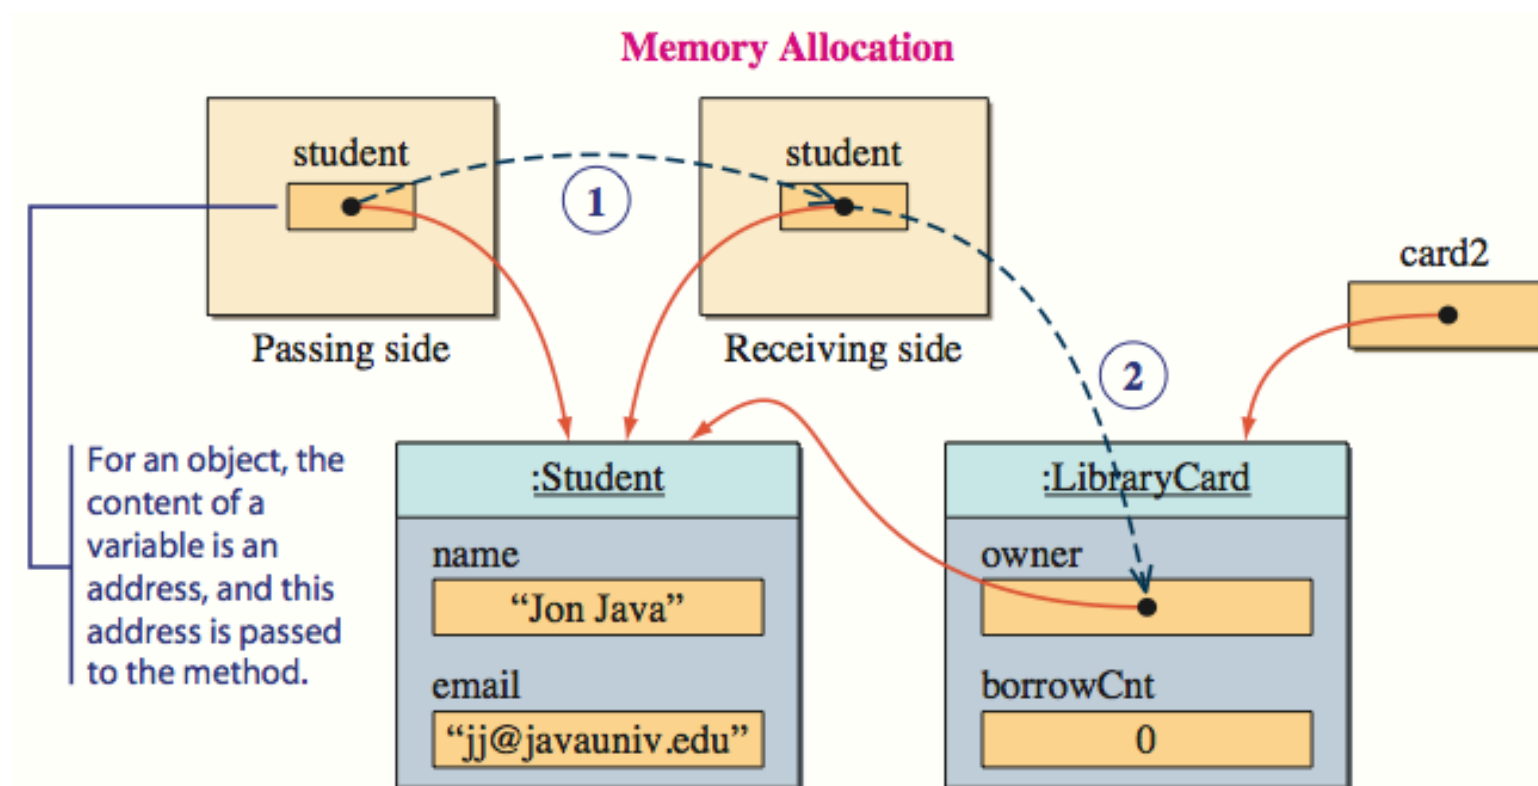 Memory Allocation
student
student
1
card2
Passing side
Receiving side
2
For an object, the
content of a
variable is an
address, and this
address is passed
to the method.
:Student
name
“Jon Java”
email
“jj@javauniv.edu”
:LibraryCard
owner
borrowCnt
0